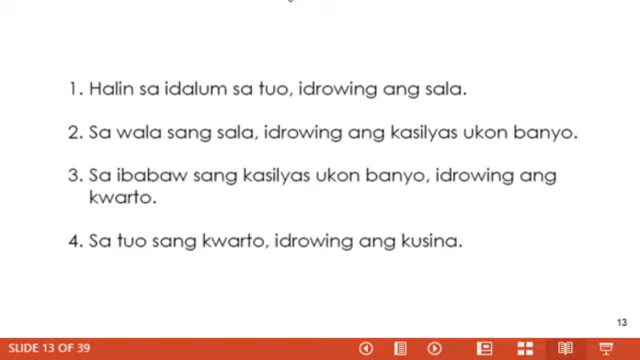 1. Halin sa idalum sa tuo, idrowing ang sala.
2. Sa wala sang sala, idrowing ang kasilyas ukon banyo.
3. Sa ibabaw sang kasilyas ukon banyo, idrowing ang
kwarto.
4. Sa tuo sang kwarto, idrowing ang kusina.
13
SLIDE 13 OF 39